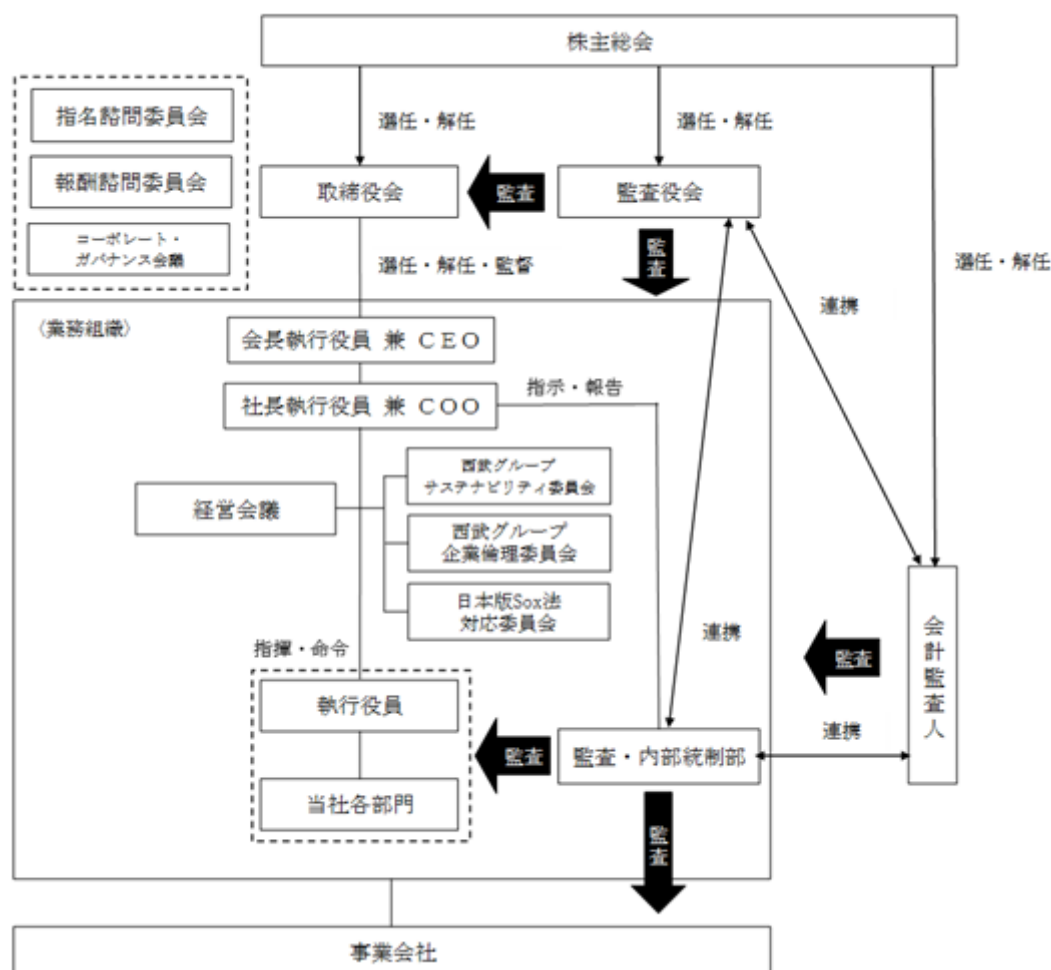 株主総会
指名諮問委員会
報酬諮問委員会
コーポレート・
ガバナンス会議
選任・解任
選任・解任
取締役会
監査
監査役会
監査
選任・解任・監督
選任・解任
連携
〈業務組織〉
会長執行役員 兼 CEO
社長執行役員 兼 COO
指示・報告
経営会議
西武グループ
サステナビリティ委員会
西武グループ
企業倫理委員会
日本版Sox法
対応委員会
指揮・命令
連携
監査
会計監査人
執行役員
当社各部門
監査
監査・内部統制部
連携
監査
事業会社